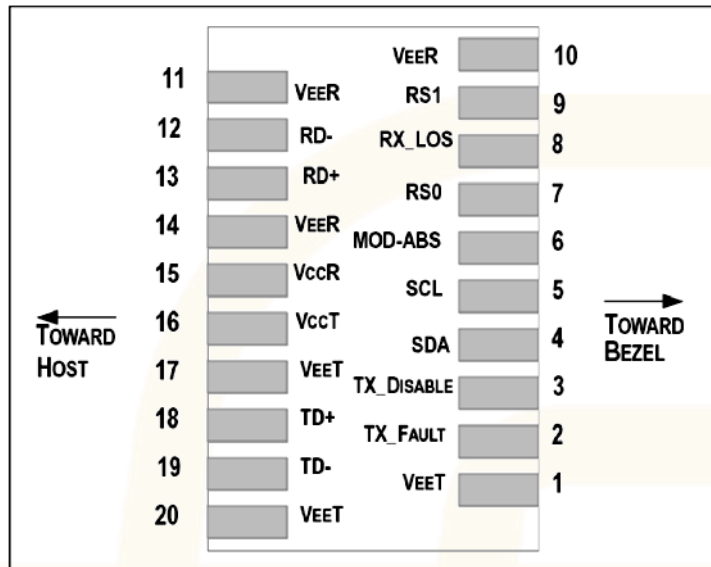 11 VEER
12 RD-
13 RD+
14 VEER
15 VCCR
16 VCCT
17 VEET
18 TD+
19 TD-
20 VEET
VEER 10
RS1 9
RX_LOS 8
RS0 7
MOD-ABS 6
SCL 5
SDA 4
TX_DISABLE 3
TX_FAULT 2
VEET 1
TOWARD
HOST
TOWARD
BEZEL